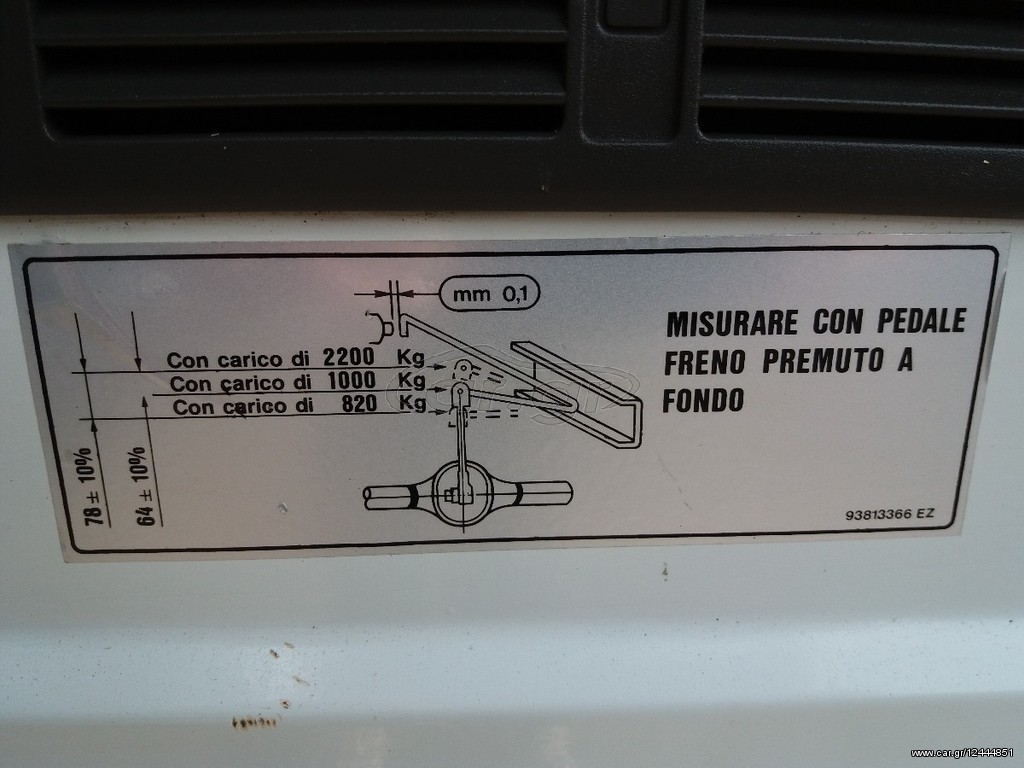 mm 0,1
Con carico di 2200 Kg
Con carico di 1000 Kg
Con carico di 820 Kg
78 ± 10%
64 ± 10%
MISURARE CON PEDALE
FRENO PREMUTO A
FONDO
93813366 EZ
www.car.gr/12444351